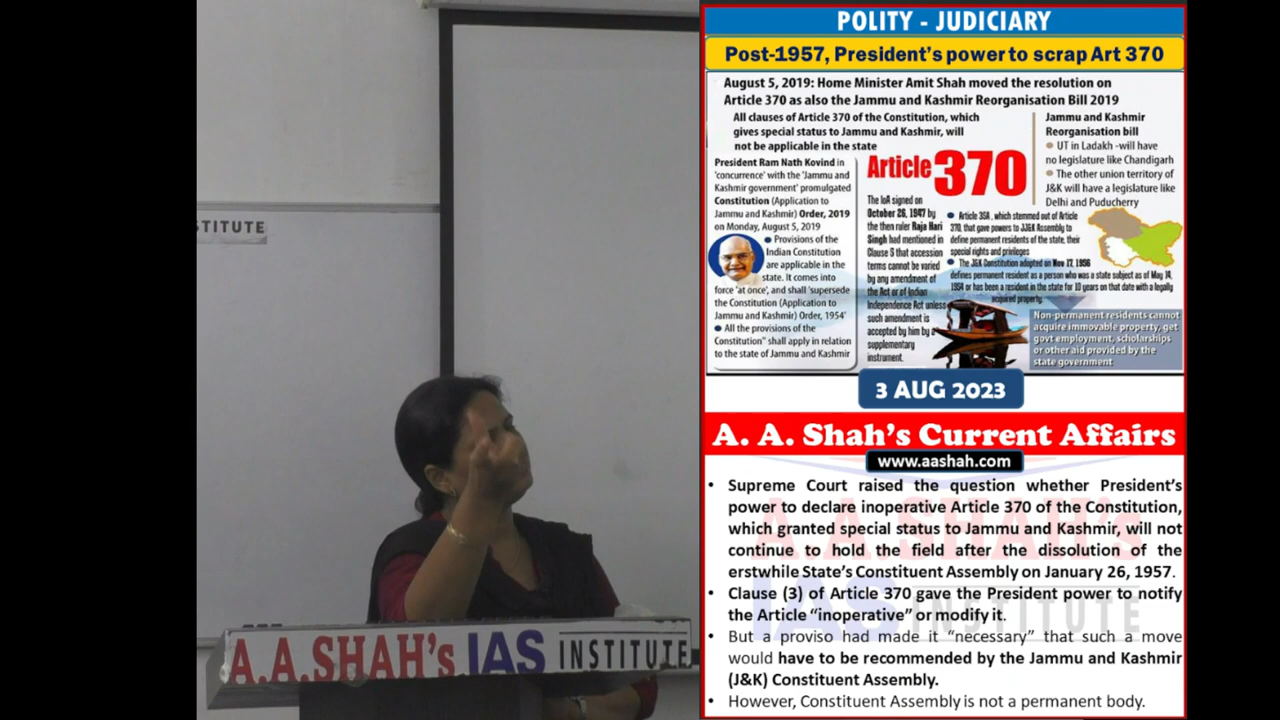 STITUTE
A.A.SHAH's IAS INSTITUTE
POLITY - JUDICIARY
Post-1957, President's power to scrap Art 370
August 5, 2019: Home Minister Amit Shah moved the resolution on
Article 370 as also the Jammu and Kashmir Reorganisation Bill 2019
All clauses of Article 370 of the Constitution, which
gives special status to Jammu and Kashmir, will
not be applicable in the state
Jammu and Kashmir
Reorganisation bill
UT in Ladakh -will have
no legislature like Chandigarh
The other union territory of
J&K will have a legislature like
Delhi and Puducherry
President Ram Nath Kovind in
'concurrence' with the 'Jammu and
Kashmir government' promulgated
Constitution (Application to
Jammu and Kashmir) Order, 2019
on Monday, August 5, 2019
Provisions of the
Indian Constitution
are applicable in the
state. It comes into
force 'at once', and shall 'supersede
the Constitution (Application to
Jammu and Kashmir) Order, 1954'
All the provisions of the
Constitution" shall apply in relation
to the state of Jammu and Kashmir
Article 370
The IoA signed on
October 26, 1947 by
the then ruler Raja Hari
Singh had mentioned in
Clause 5 that accession
terms cannot be varied
by any amendment of
the Act or of Indian
Independence Act unless
such amendment is
accepted by him by a
supplementary
instrument.
Article 35A, which stemmed out of Article
370, that gave powers to J&K Assembly to
define permanent residents of the state, their
special rights and privileges
The J&K Constitution adopted on Nov 17, 1956
defines permanent resident as a person who was a state subject as of May 14,
1954 or has been a resident in the state for 10 years on that date with a legally
acquired property.
Non-permanent residents cannot
acquire immovable property, get
govt employment, scholarships
or other aid provided by the
state government
3 AUG 2023
A. A. Shah's Current Affairs
www.aashah.com
• Supreme Court raised the question whether President's
power to declare inoperative Article 370 of the Constitution,
which granted special status to Jammu and Kashmir, will not
continue to hold the field after the dissolution of the
erstwhile State's Constituent Assembly on January 26, 1957.
• Clause (3) of Article 370 gave the President power to notify
the Article "inoperative" or modify it.
• But a proviso had made it "necessary" that such a move
would have to be recommended by the Jammu and Kashmir
(J&K) Constituent Assembly.
• However, Constituent Assembly is not a permanent body.
A.A.SHAH's
IAS INSTITUTE